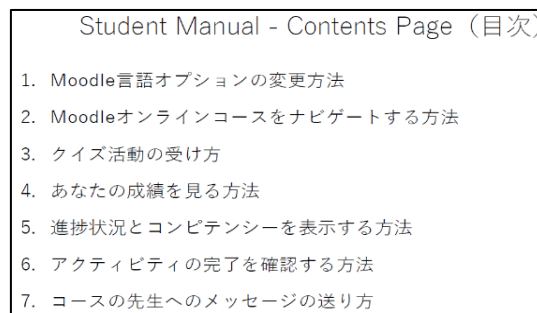 Student Manual - Contents Page（目次）
1. Moodle言語オプションの変更方法
2. Moodleオンラインコースをナビゲートする方法
3. クイズ活動の受け方
4. あなたの成績を見る方法
5. 進捗状況とコンピテンシーを表示する方法
6. アクティビティの完了を確認する方法
7. コースの先生へのメッセージの送り方